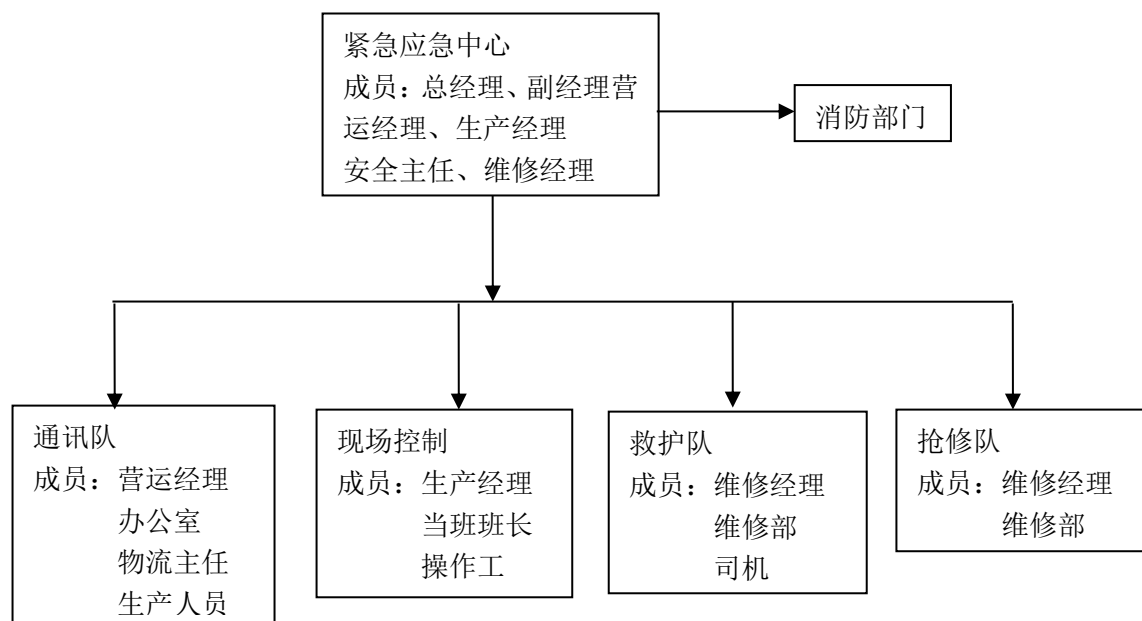 紧急应急中心
成员：总经理、副经理营
运经理、生产经理
安全主任、维修经理
消防部门
通讯队
成员：营运经理
办公室
物流主任
生产人员
现场控制
成员：生产经理
当班班长
操作工
救护队
成员：维修经理
维修部
司机
抢修队
成员：维修经理
维修部